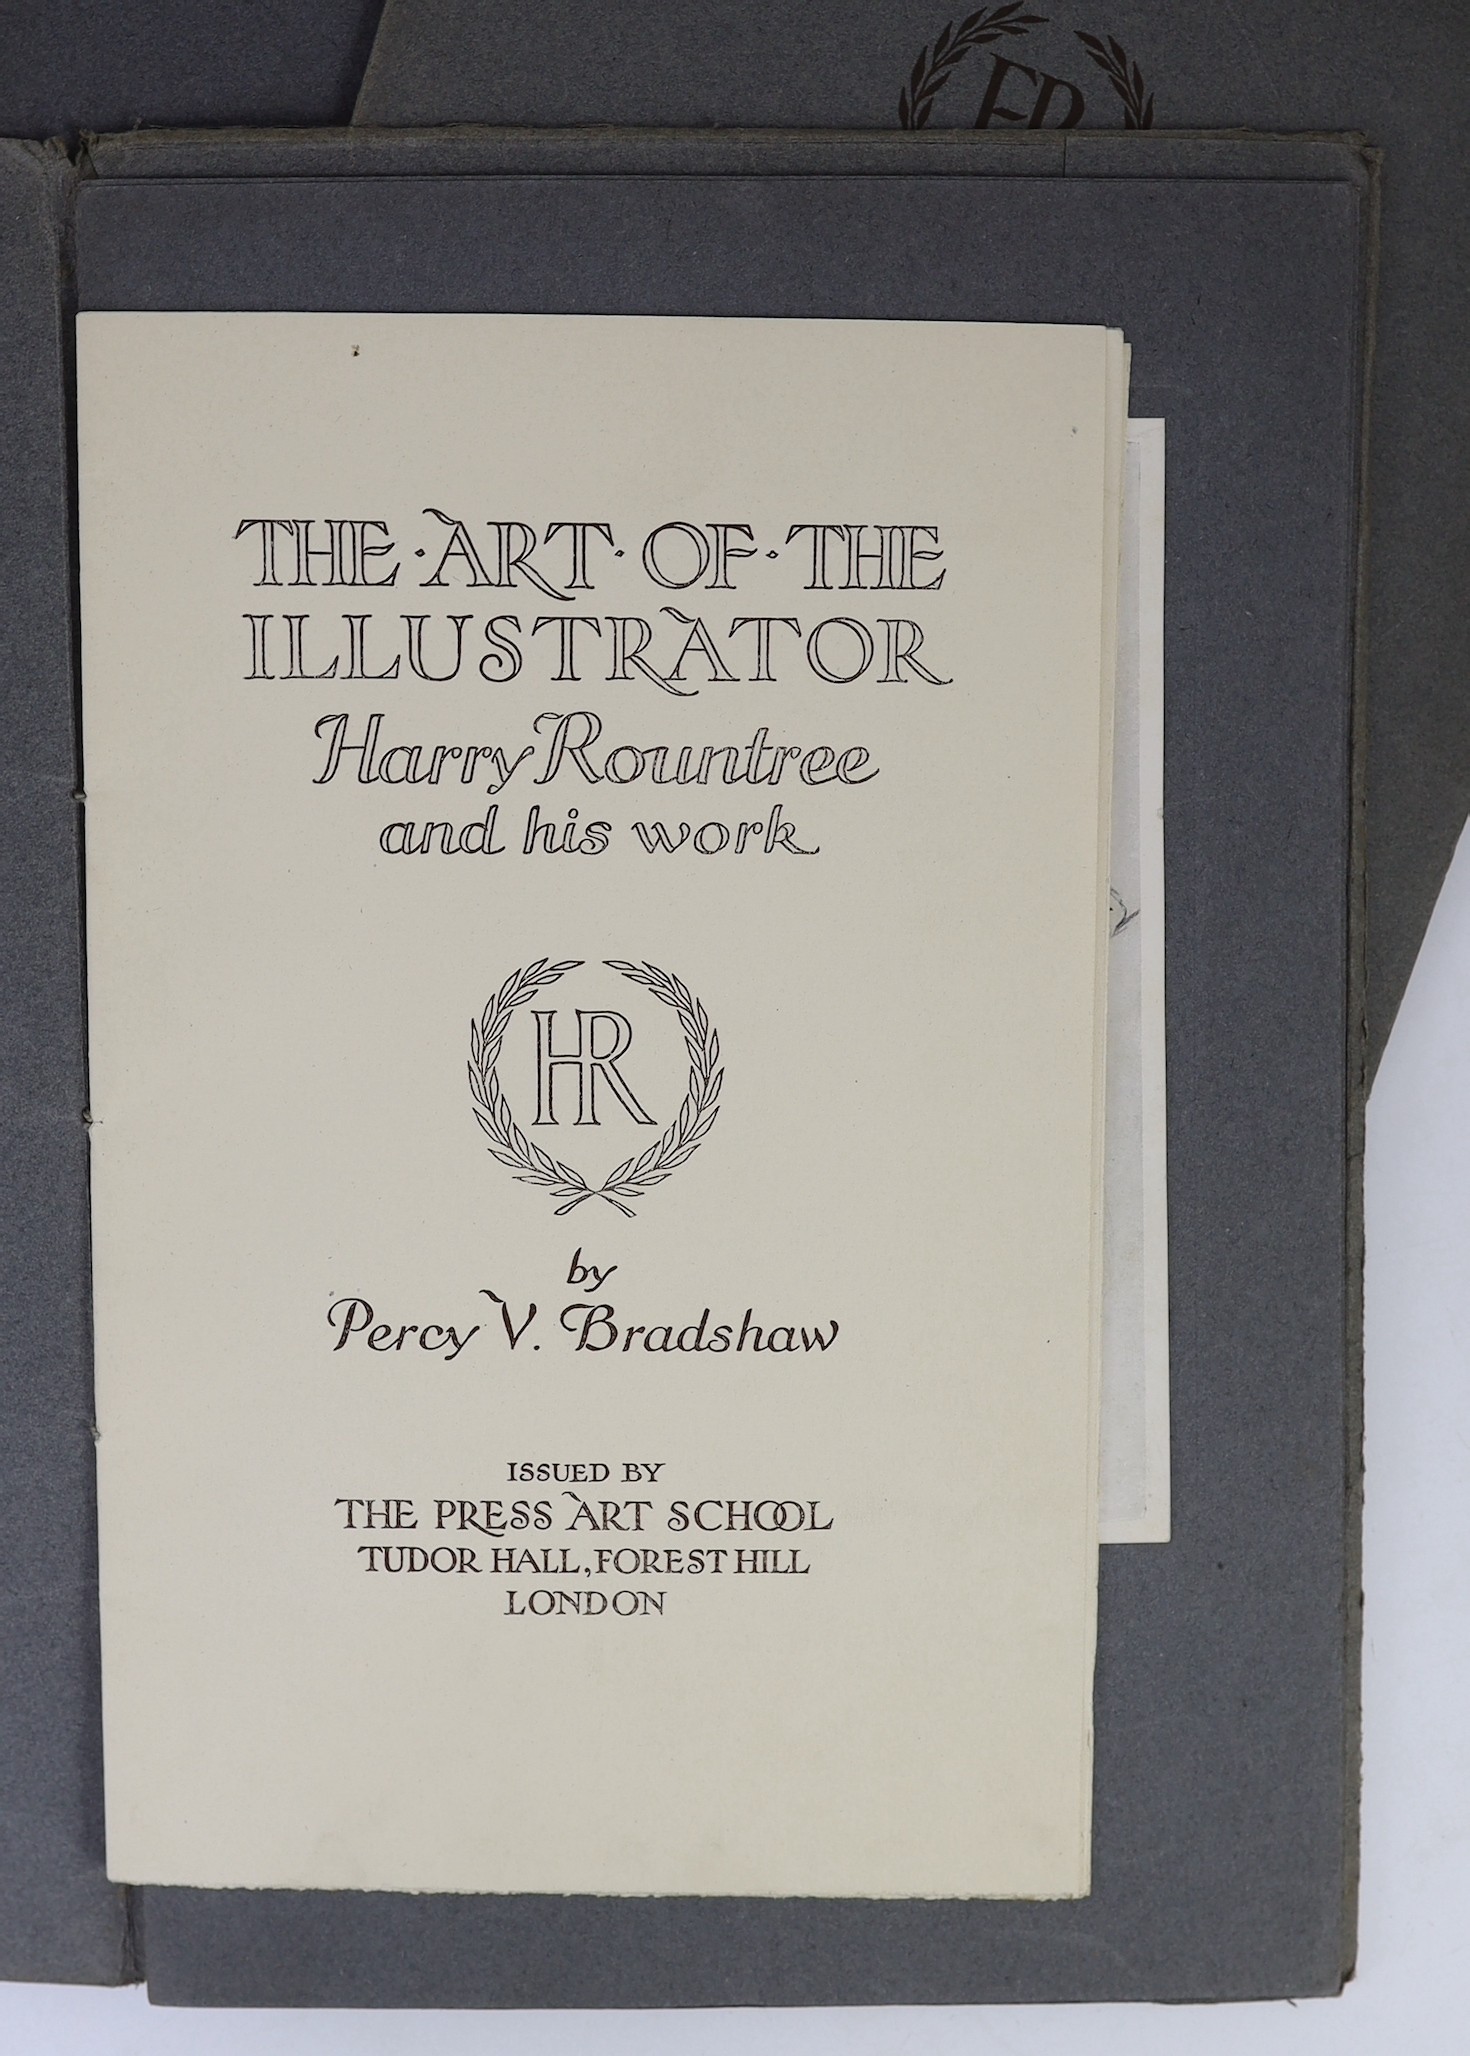 THE · ART · OF · THE
ILLUSTRATOR
Harry Rountree
and his work
HR
by
Percy V. Bradshaw
ISSUED BY
THE PRESS ART SCHOOL
TUDOR HALL, FOREST HILL
LONDON